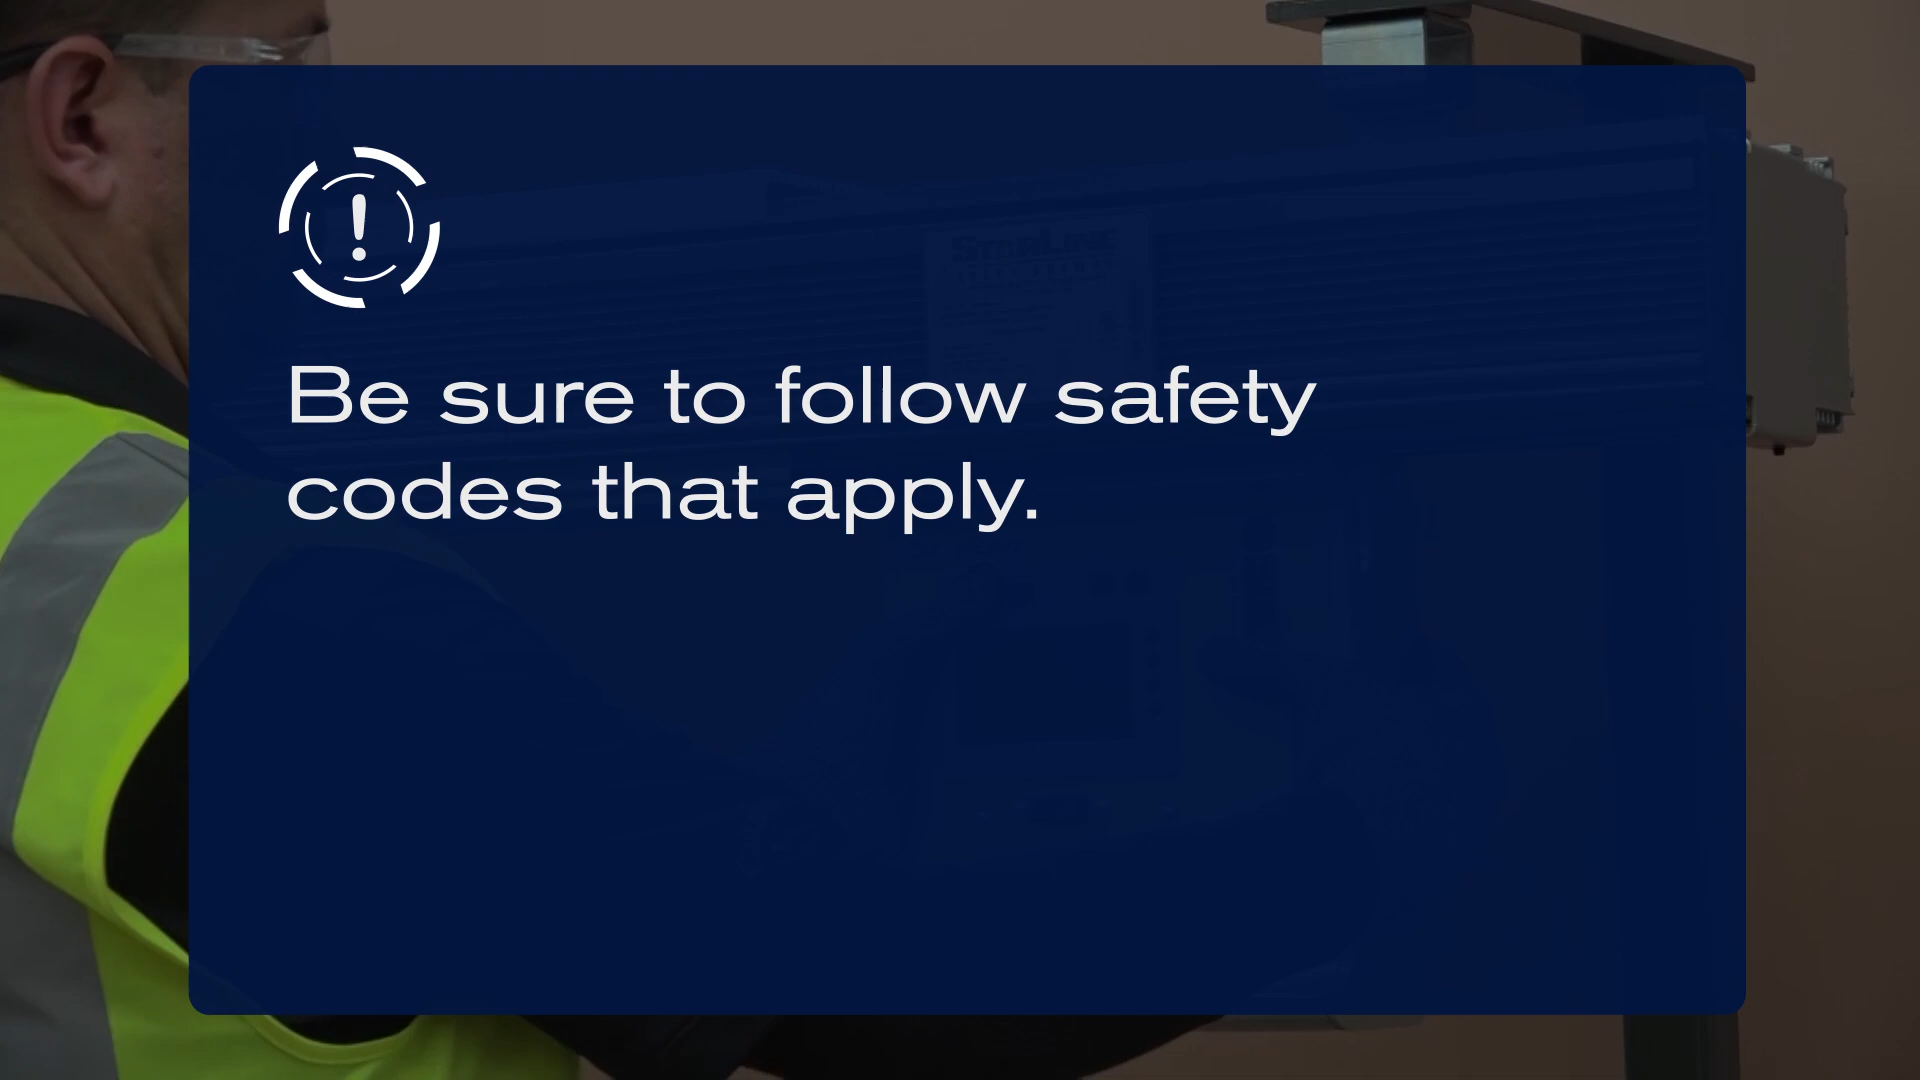 Be sure to follow safety
codes that apply.